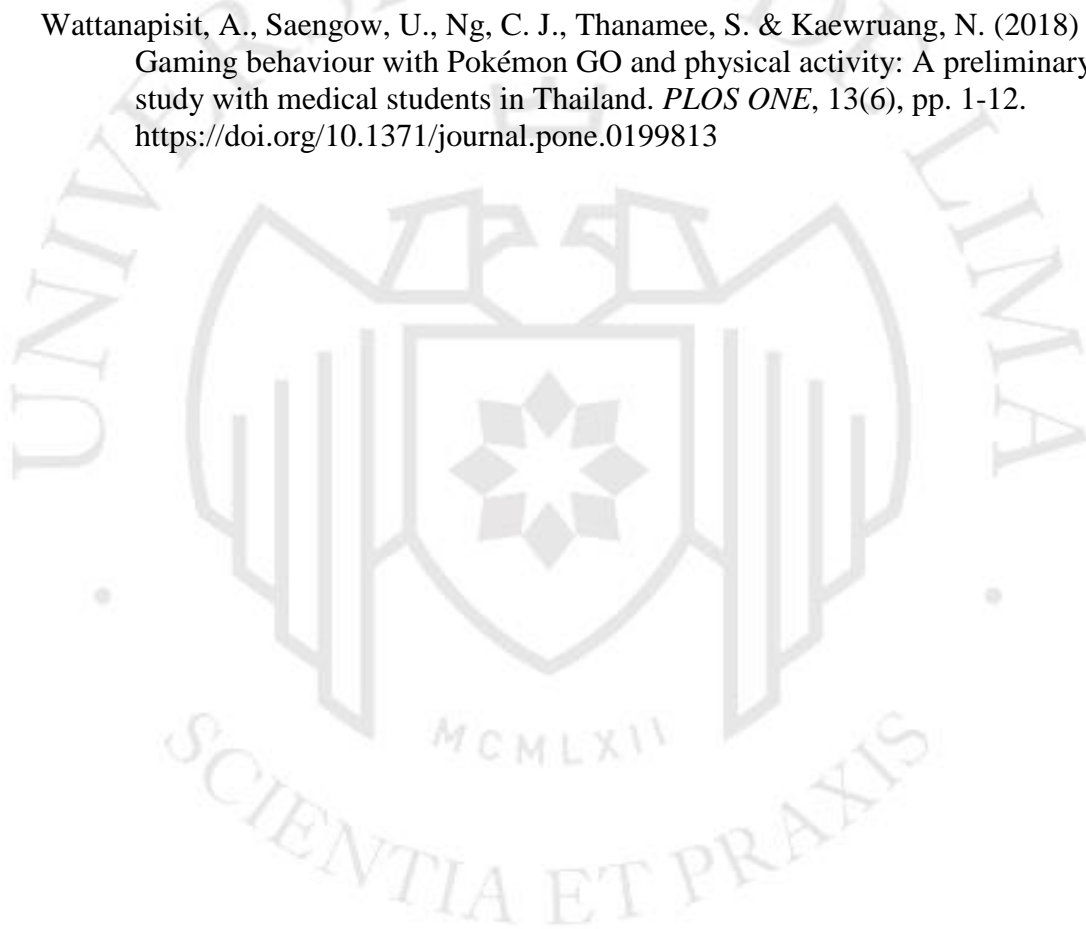 Wattanapisit, A., Saengow, U., Ng, C. J., Thanamee, S. & Kaewruang, N. (2018)
Gaming behaviour with Pokémon GO and physical activity: A preliminary
study with medical students in Thailand. PLOS ONE, 13(6), pp. 1-12.
https://doi.org/10.1371/journal.pone.0199813
MCMLXII
SCIENTIA ET PRAXIS